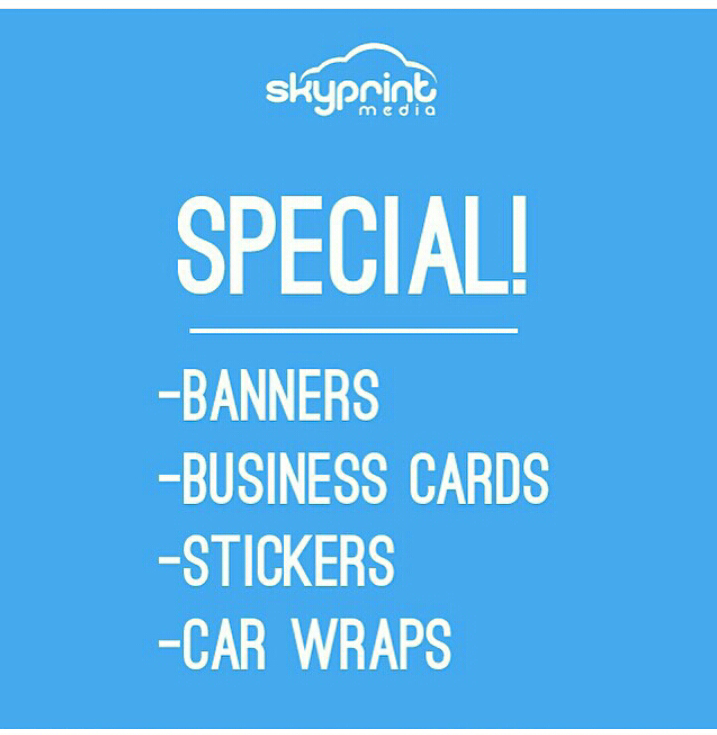 skyprint
media
SPECIAL!
-BANNERS
-BUSINESS CARDS
-STICKERS
-CAR WRAPS